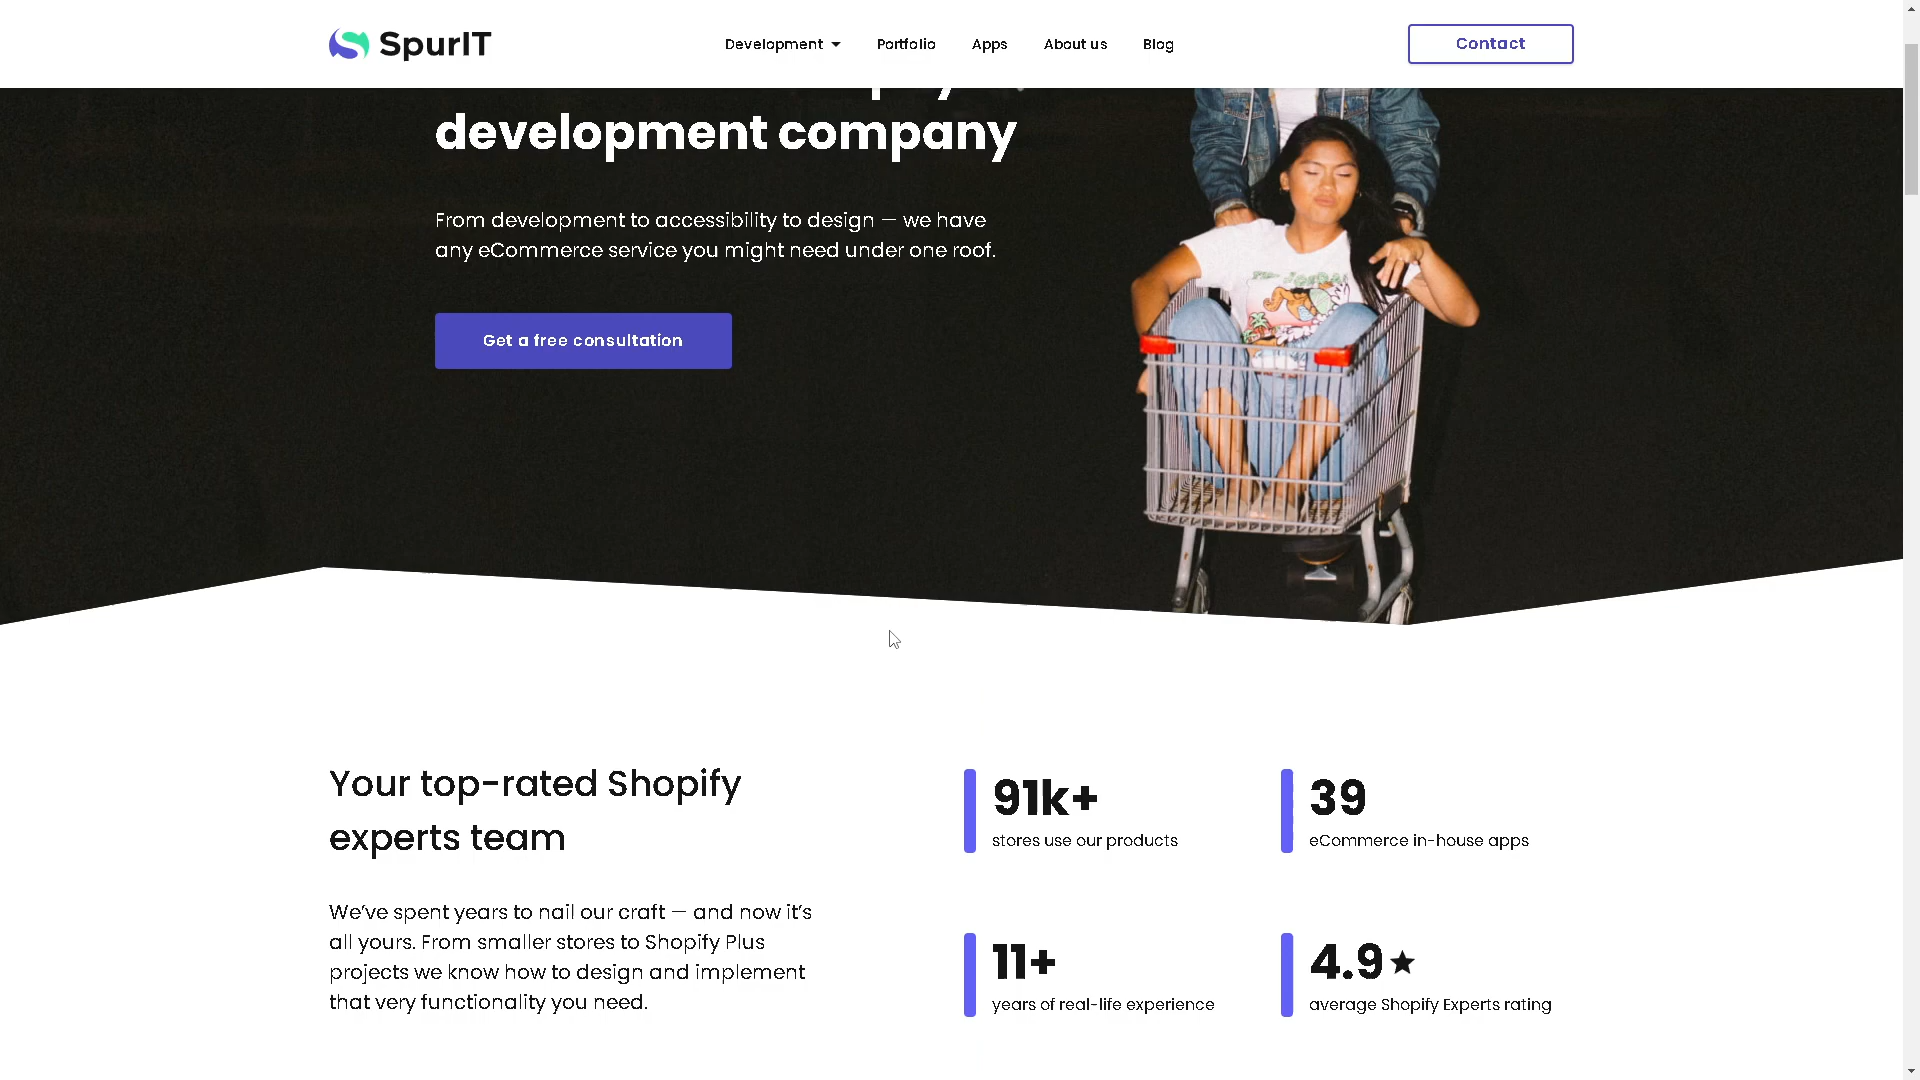 SpurIT
Development
Portfolio
Apps
About us
Blog
Contact
development company
From development to accessibility to design — we have
any eCommerce service you might need under one roof.
Get a free consultation
Your top-rated Shopify
experts team
We’ve spent years to nail our craft — and now it’s
all yours. From smaller stores to Shopify Plus
projects we know how to design and implement
that very functionality you need.
91k+
stores use our products
39
eCommerce in-house apps
11+
years of real-life experience
4.9★
average Shopify Experts rating